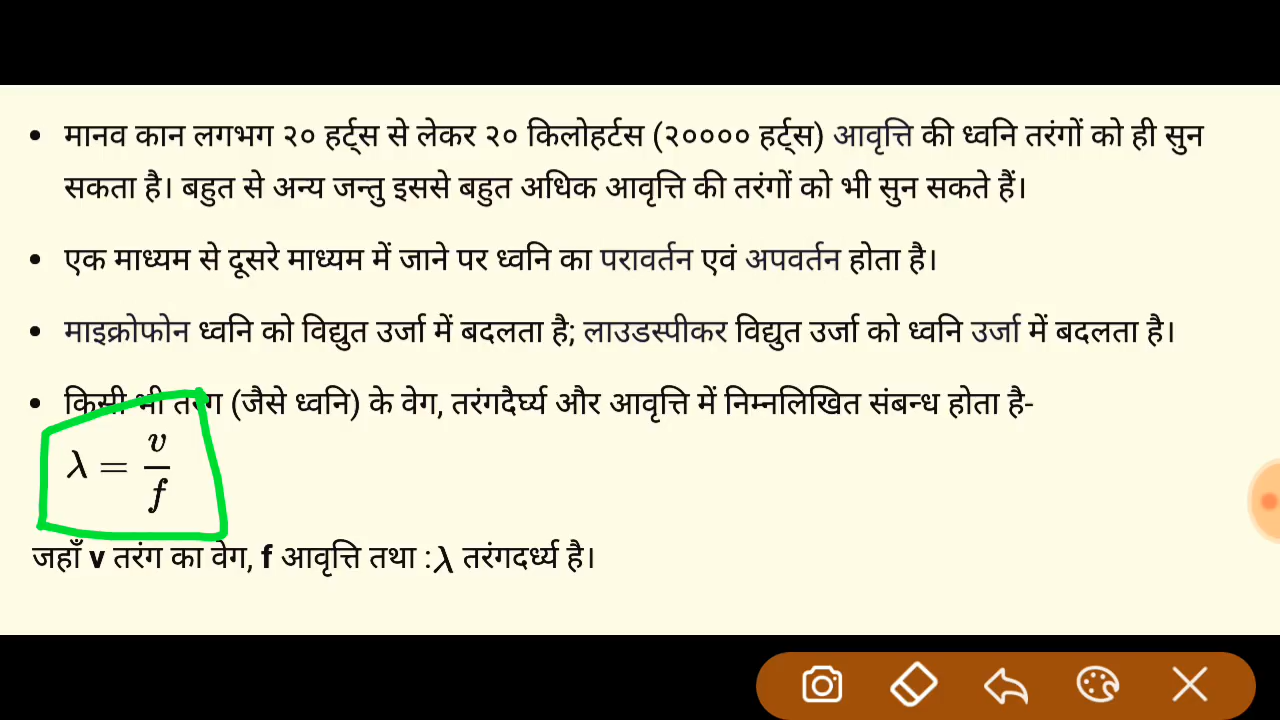 • मानव कान लगभग २० हर्ट्स से लेकर २० किलोहर्टस (२०००० हर्ट्स) आवृत्ति की ध्वनि तरंगों को ही सुन
सकता है। बहुत से अन्य जन्तु इससे बहुत अधिक आवृत्ति की तरंगों को भी सुन सकते हैं।
• एक माध्यम से दूसरे माध्यम में जाने पर ध्वनि का परावर्तन एवं अपवर्तन होता है।
• माइक्रोफोन ध्वनि को विद्युत उर्जा में बदलता है; लाउडस्पीकर विद्युत उर्जा को ध्वनि उर्जा में बदलता है।
• किसी भी तरंग (जैसे ध्वनि) के वेग, तरंगदैर्घ्य और आवृत्ति में निम्नलिखित संबन्ध होता है-
λ = v/f
जहाँ v तरंग का वेग, f आवृत्ति तथा :λ तरंगदर्ध्य है।